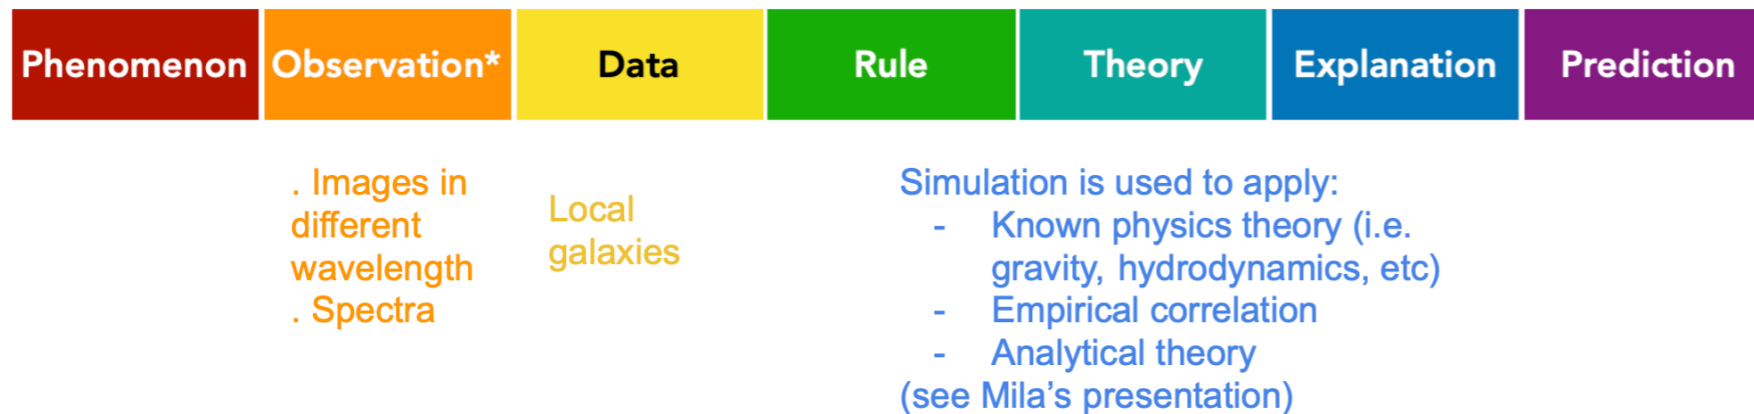 Phenomenon Observation* Data Rule Theory Explanation Prediction
. Images in
different
wavelength
. Spectra
Local
galaxies
Simulation is used to apply:
- Known physics theory (i.e.
gravity, hydrodynamics, etc)
- Empirical correlation
- Analytical theory
(see Mila's presentation)